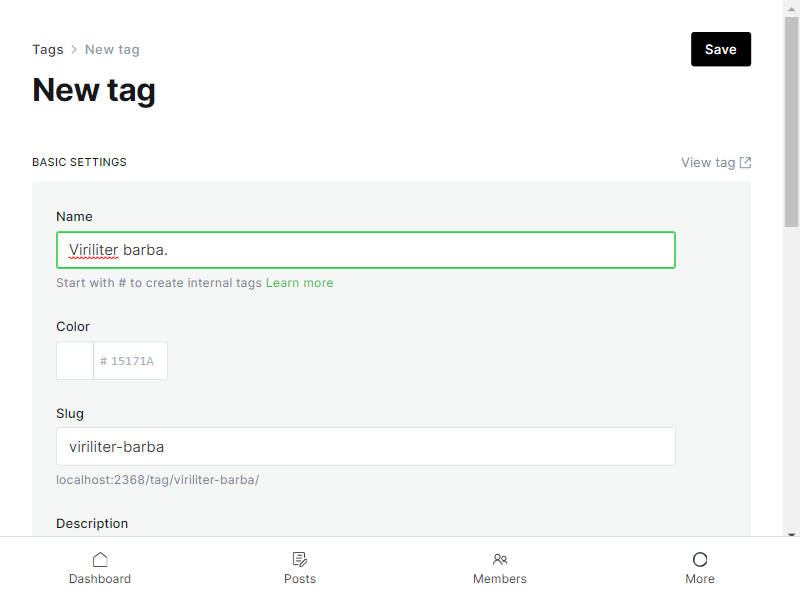 Tags > New tag
Save
New tag
BASIC SETTINGS
View tag
Name
Viriliter barba.
Start with # to create internal tags Learn more
Color
# 15171A
Slug
viriliter-barba
localhost:2368/tag/viriliter-barba/
Description
Dashboard
Posts
Members
More